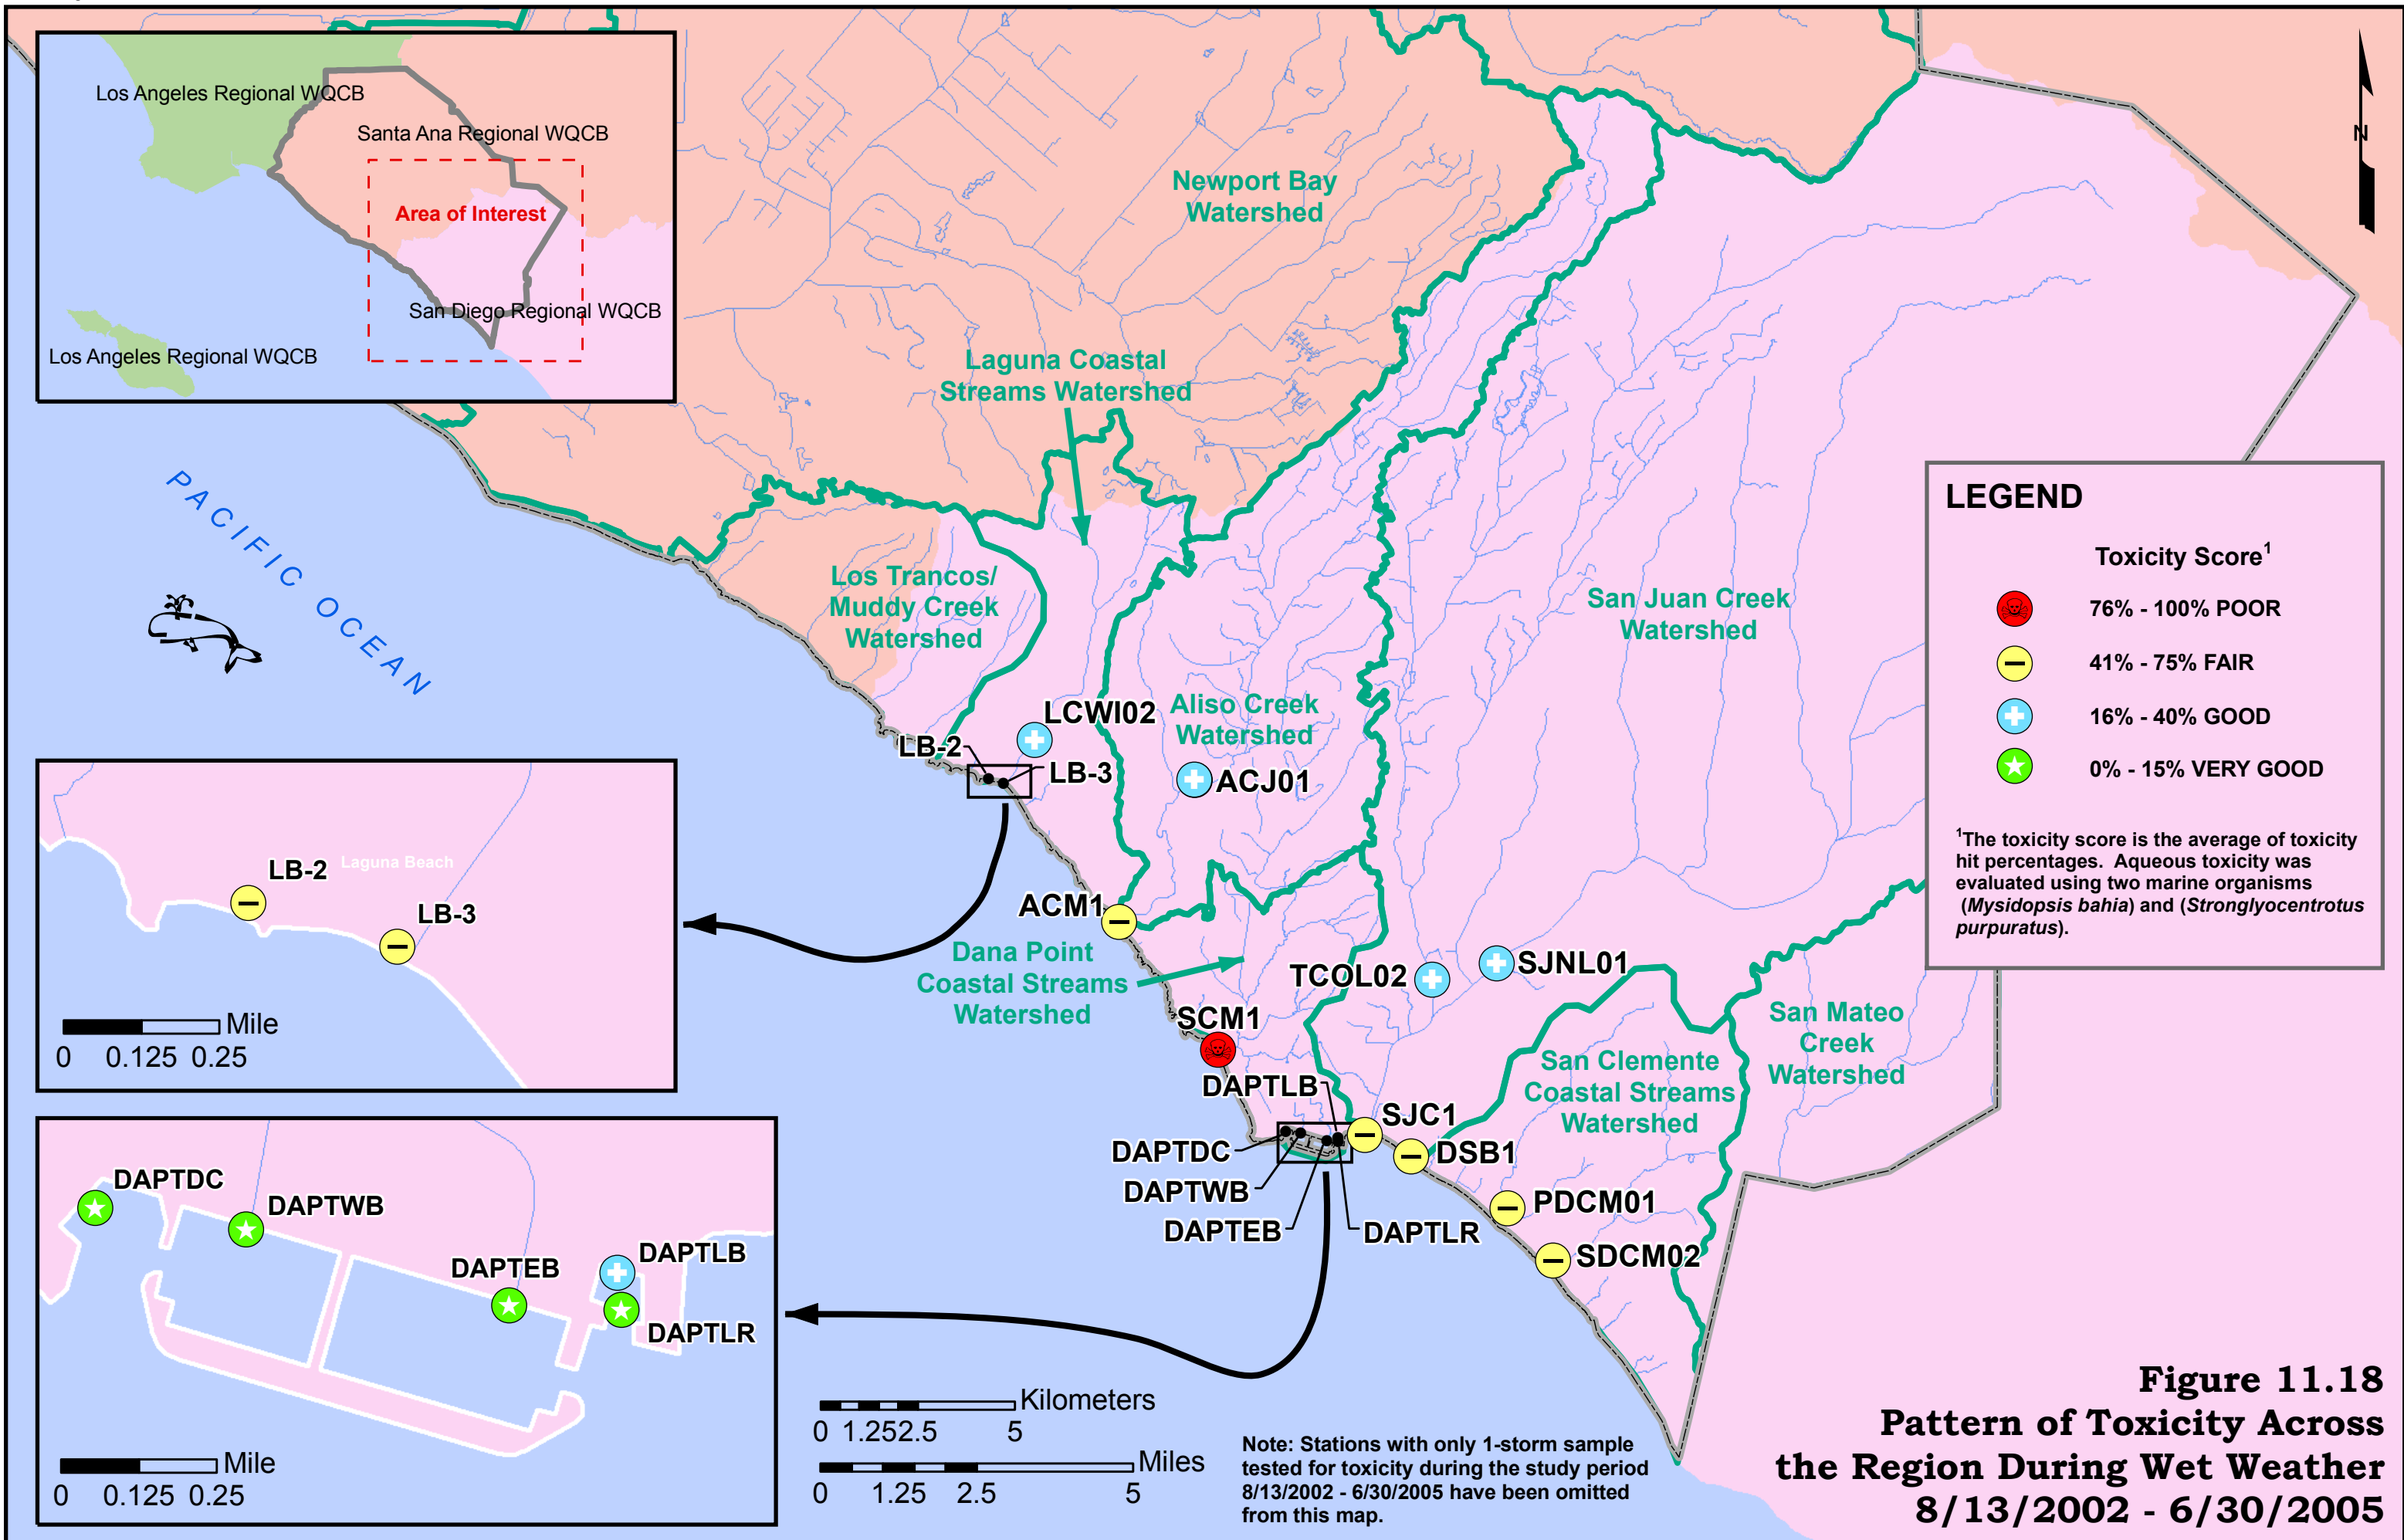 Los Angeles Regional WQCB
Santa Ana Regional WQCB
Area of Interest
San Diego Regional WQCB
Los Angeles Regional WQCB
N
Newport Bay
Watershed
Laguna Coastal
Streams Watershed
PACIFIC OCEAN
Los Trancos/
Muddy Creek
Watershed
San Juan Creek
Watershed
Aliso Creek
Watershed
LCWI02
LB-2
LB-3
ACJ01
ACM1
Dana Point
Coastal Streams
Watershed
TCOL02
SJNL01
SCM1
San Mateo
Creek
Watershed
San Clemente
Coastal Streams
Watershed
DAPTLB
SJC1
DAPTDC
DSB1
DAPTWB
PDCM01
DAPTEB
DAPTLR
SDCM02
LEGEND
Toxicity Score1
76% - 100% POOR
41% - 75% FAIR
16% - 40% GOOD
0% - 15% VERY GOOD
1The toxicity score is the average of toxicity
hit percentages. Aqueous toxicity was
evaluated using two marine organisms
(Mysidopsis bahia) and (Stronglyocentrotus
purpuratus).
LB-2
Laguna Beach
LB-3
Mile
0 0.125 0.25
DAPTDC
DAPTWB
DAPTEB
DAPTLB
DAPTLR
Mile
0 0.125 0.25
Kilometers
0 1.25 2.5 5
Miles
0 1.25 2.5 5
Note: Stations with only 1-storm sample
tested for toxicity during the study period
8/13/2002 - 6/30/2005 have been omitted
from this map.
Figure 11.18
Pattern of Toxicity Across
the Region During Wet Weather
8/13/2002 - 6/30/2005